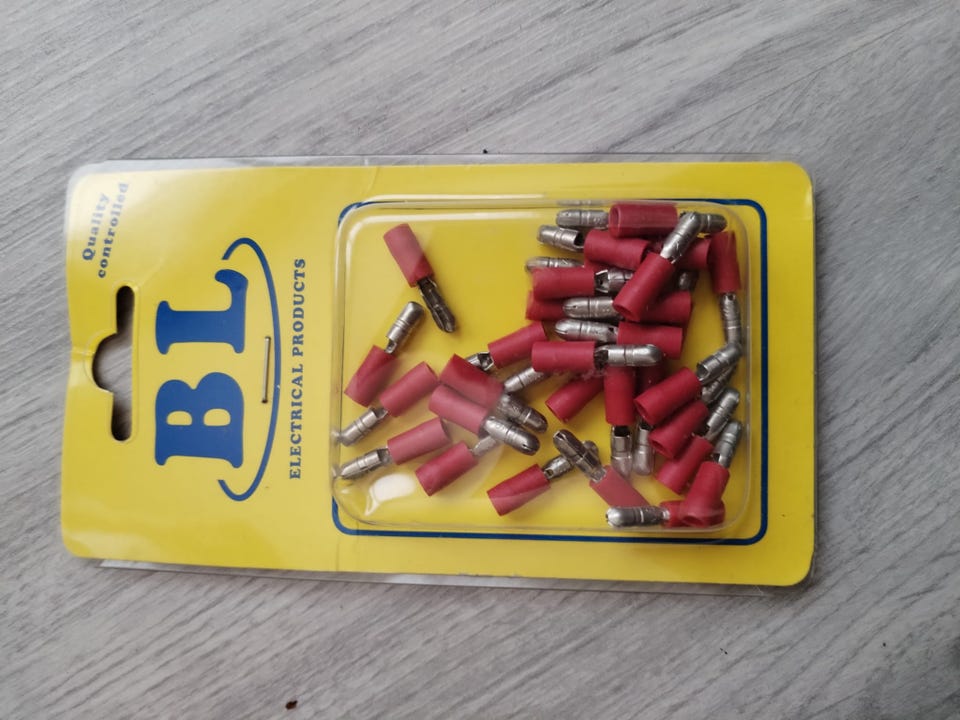 Quality
controlled
BL
ELECTRICAL PRODUCTS